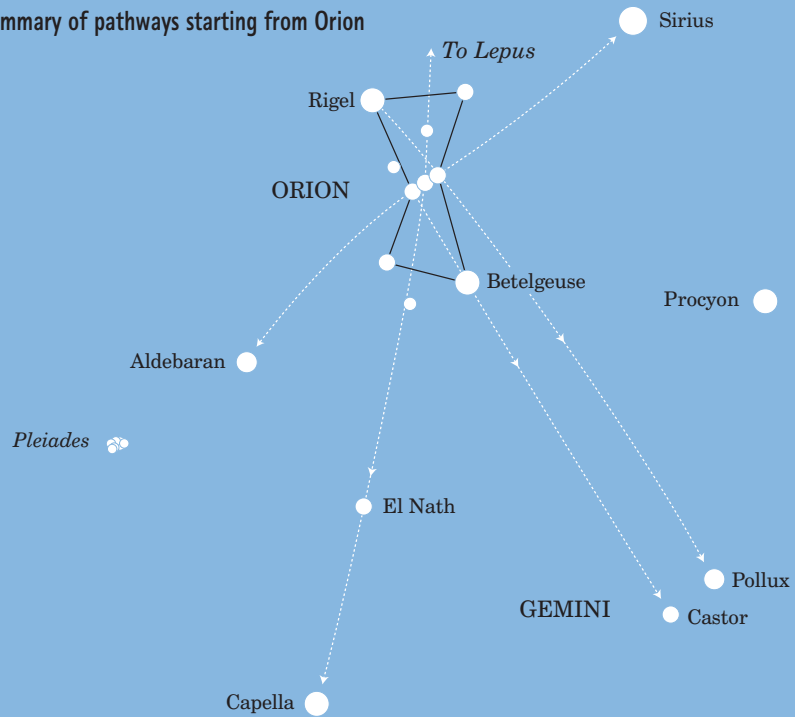 mmary of pathways starting from Orion
Sirius
To Lepus
Rigel
ORION
Betelgeuse
Procyon
Aldebaran
Pleiades
El Nath
Pollux
GEMINI
Castor
Capella